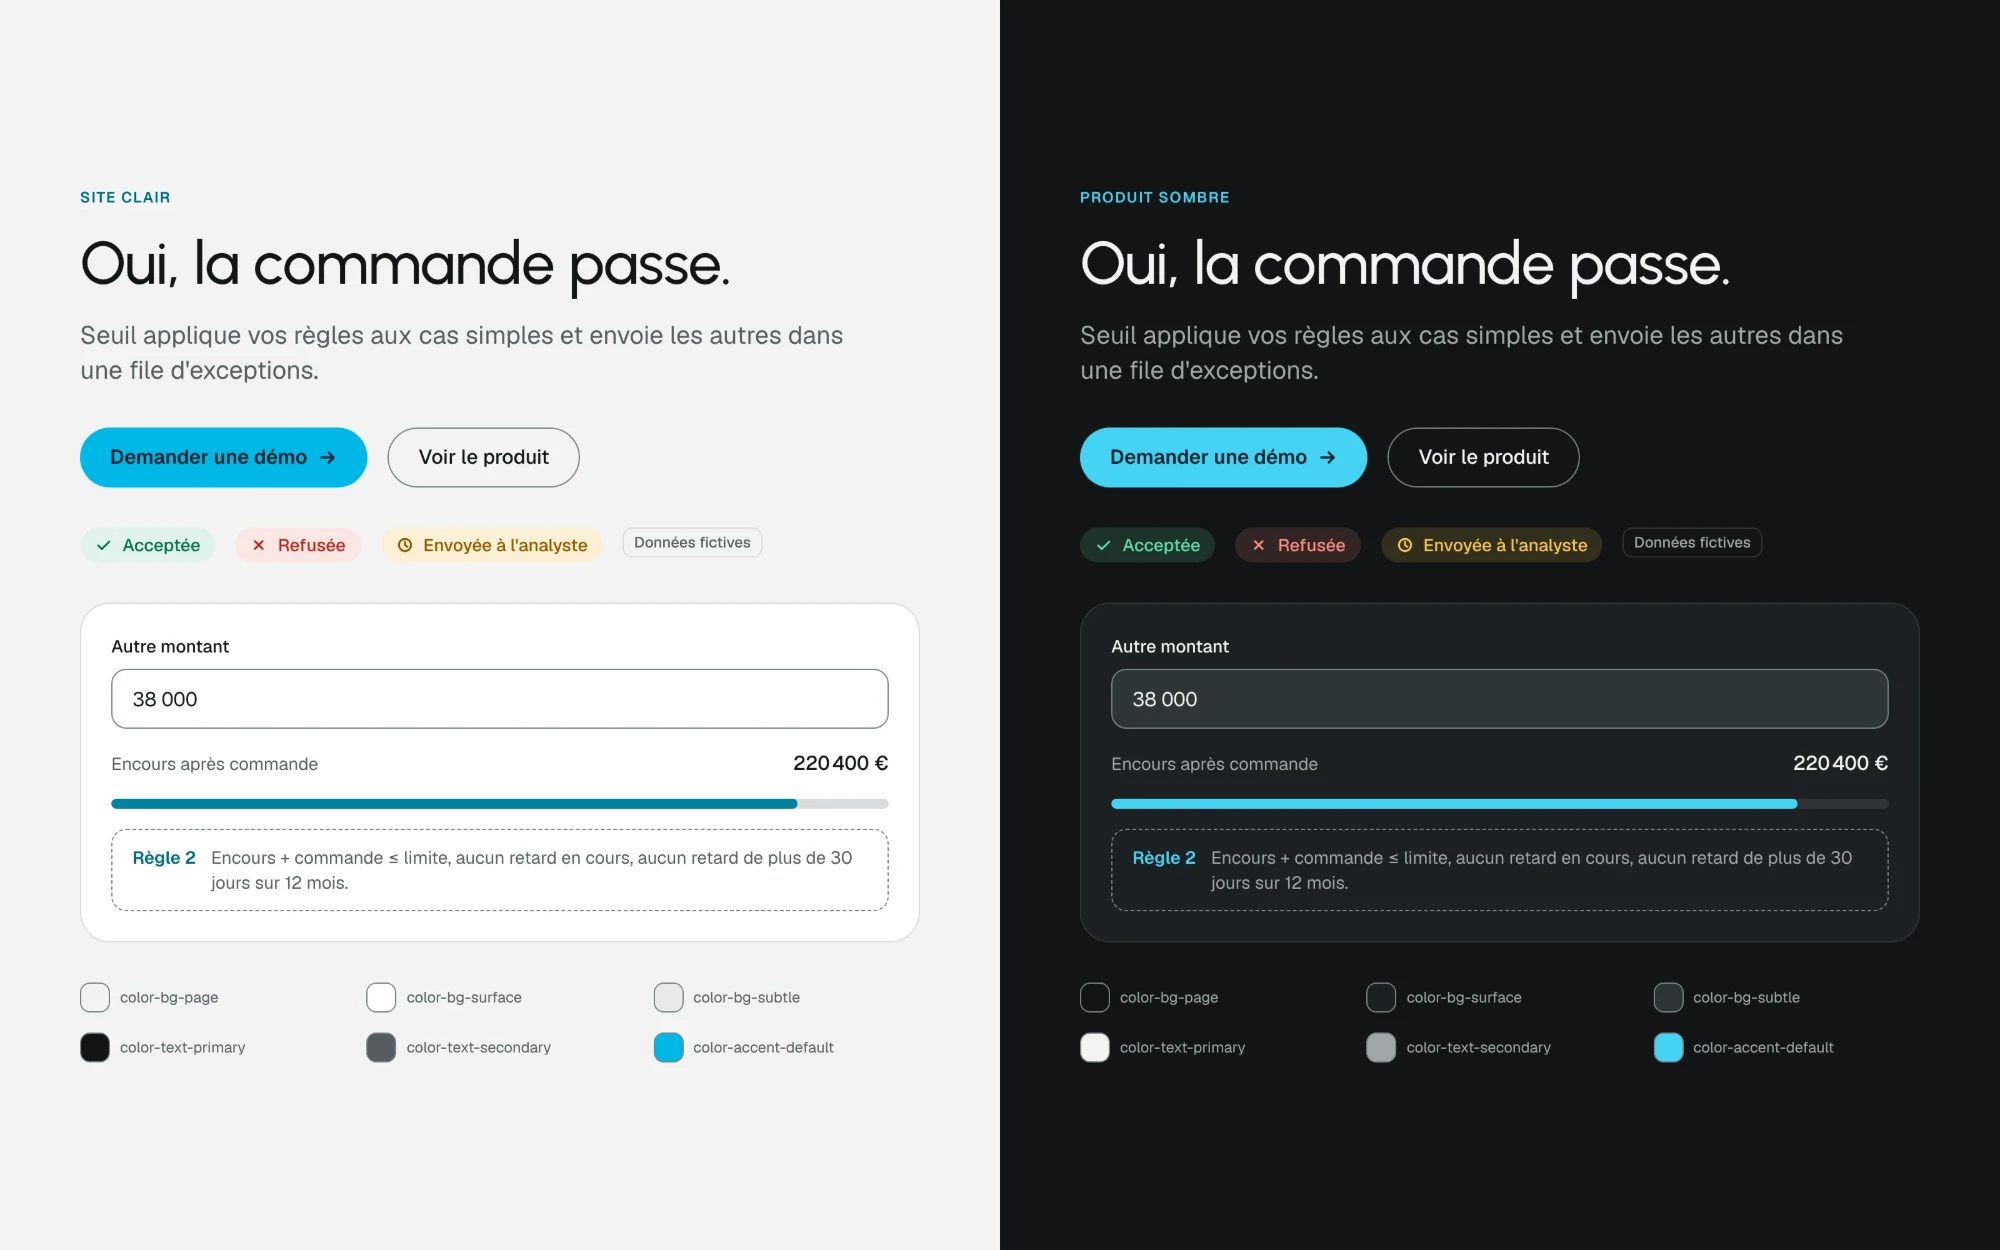 SITE CLAIR
Oui, la commande passe.
Seuil applique vos règles aux cas simples et envoie les autres dans
une file d'exceptions.
Demander une démo →
Voir le produit
Acceptée
Refusée
Envoyée à l'analyste
Données fictives
Autre montant
38 000
Encours après commande
220 400 €
Règle 2
Encours + commande ≤ limite, aucun retard en cours, aucun retard de plus de 30
jours sur 12 mois.
color-bg-page
color-bg-surface
color-bg-subtle
color-text-primary
color-text-secondary
color-accent-default
PRODUIT SOMBRE
Oui, la commande passe.
Seuil applique vos règles aux cas simples et envoie les autres dans
une file d'exceptions.
Demander une démo →
Voir le produit
Acceptée
Refusée
Envoyée à l'analyste
Données fictives
Autre montant
38 000
Encours après commande
220 400 €
Règle 2
Encours + commande ≤ limite, aucun retard en cours, aucun retard de plus de 30
jours sur 12 mois.
color-bg-page
color-bg-surface
color-bg-subtle
color-text-primary
color-text-secondary
color-accent-default